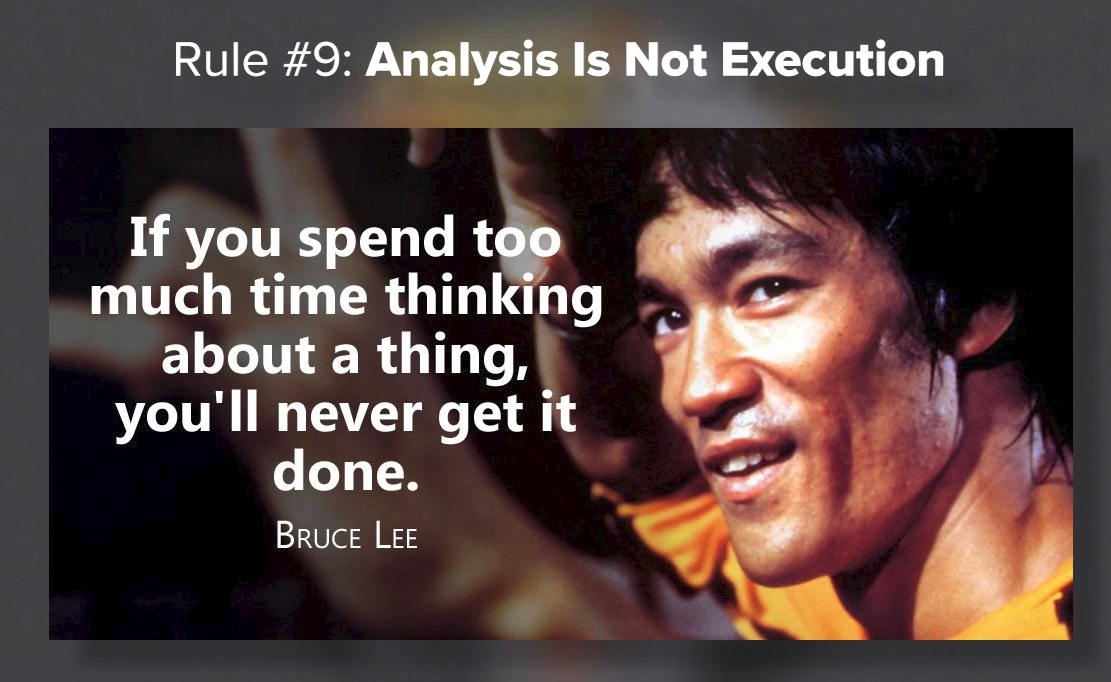 Rule #9: Analysis Is Not Execution
If you spend too
much time thinking
about a thing,
you'll never get it
done.
Bruce Lee